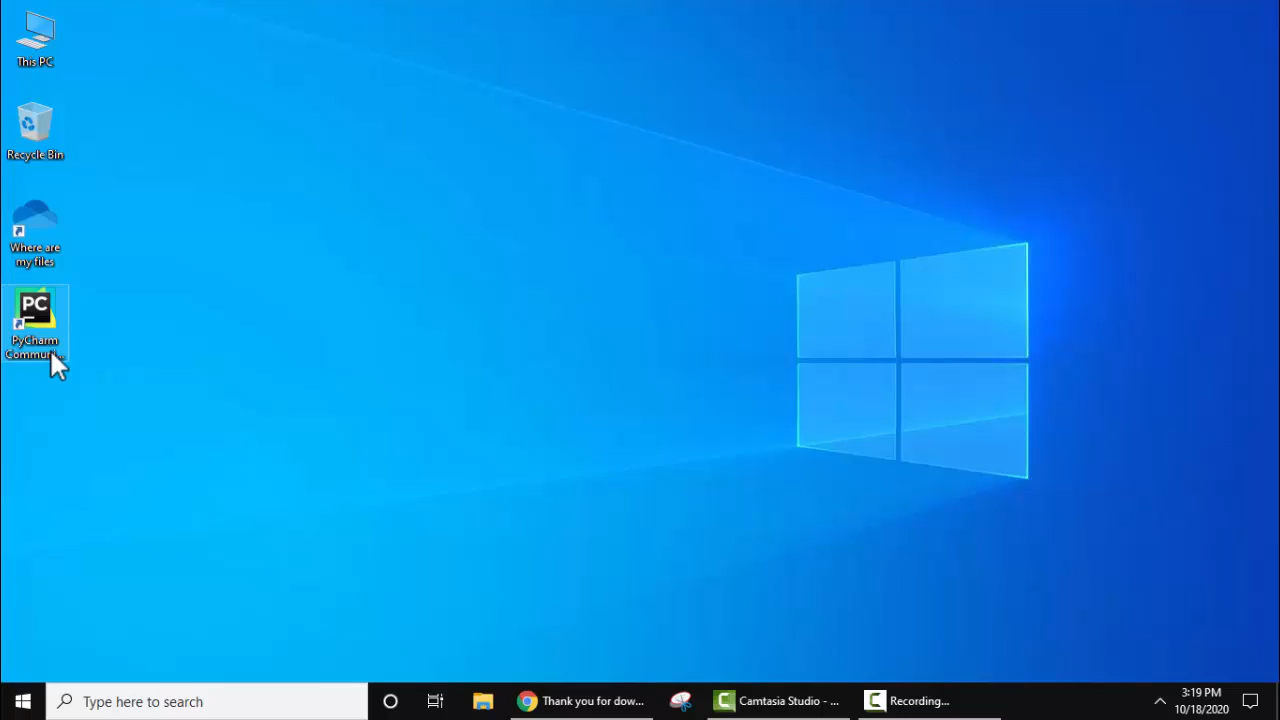 This PC
Recycle Bin
Where are
my files
PC
PyCharm
Type here to search
Thank you for dow...
Camtasia Studio - ...
Recording...
3:19 PM
10/18/2020